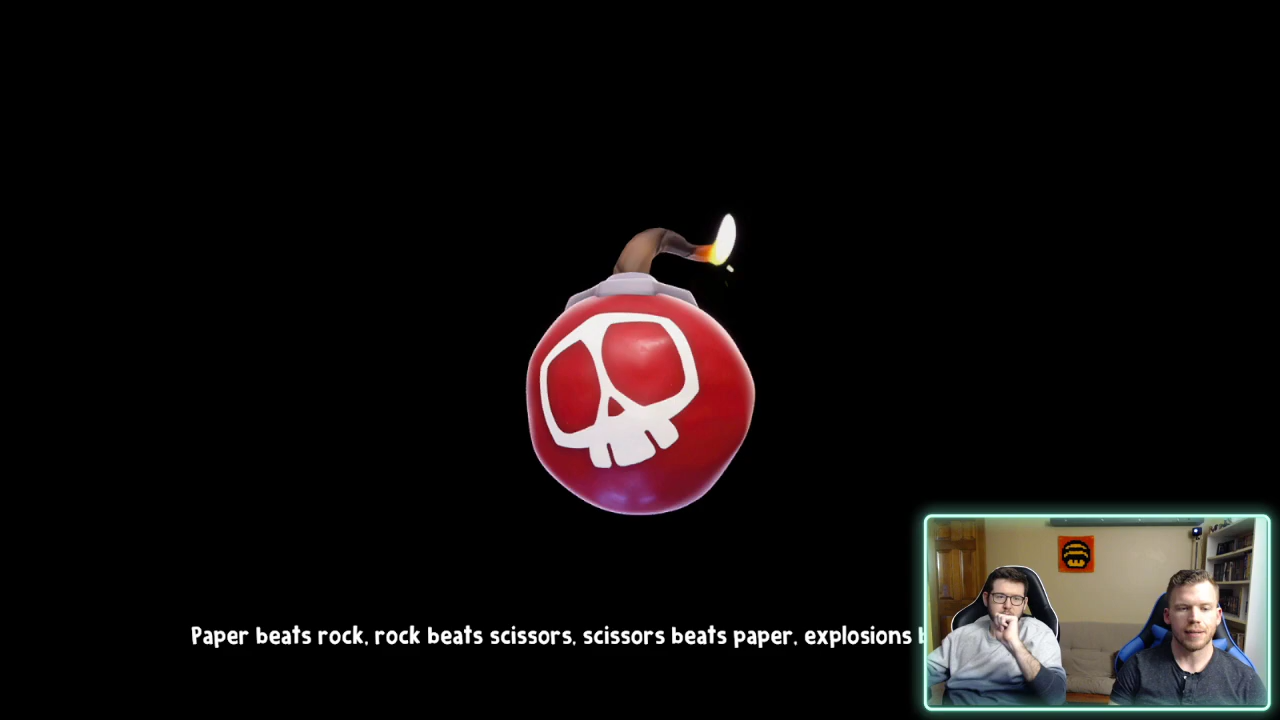 Paper beats rock, rock beats scissors, scissors beats paper, explosions